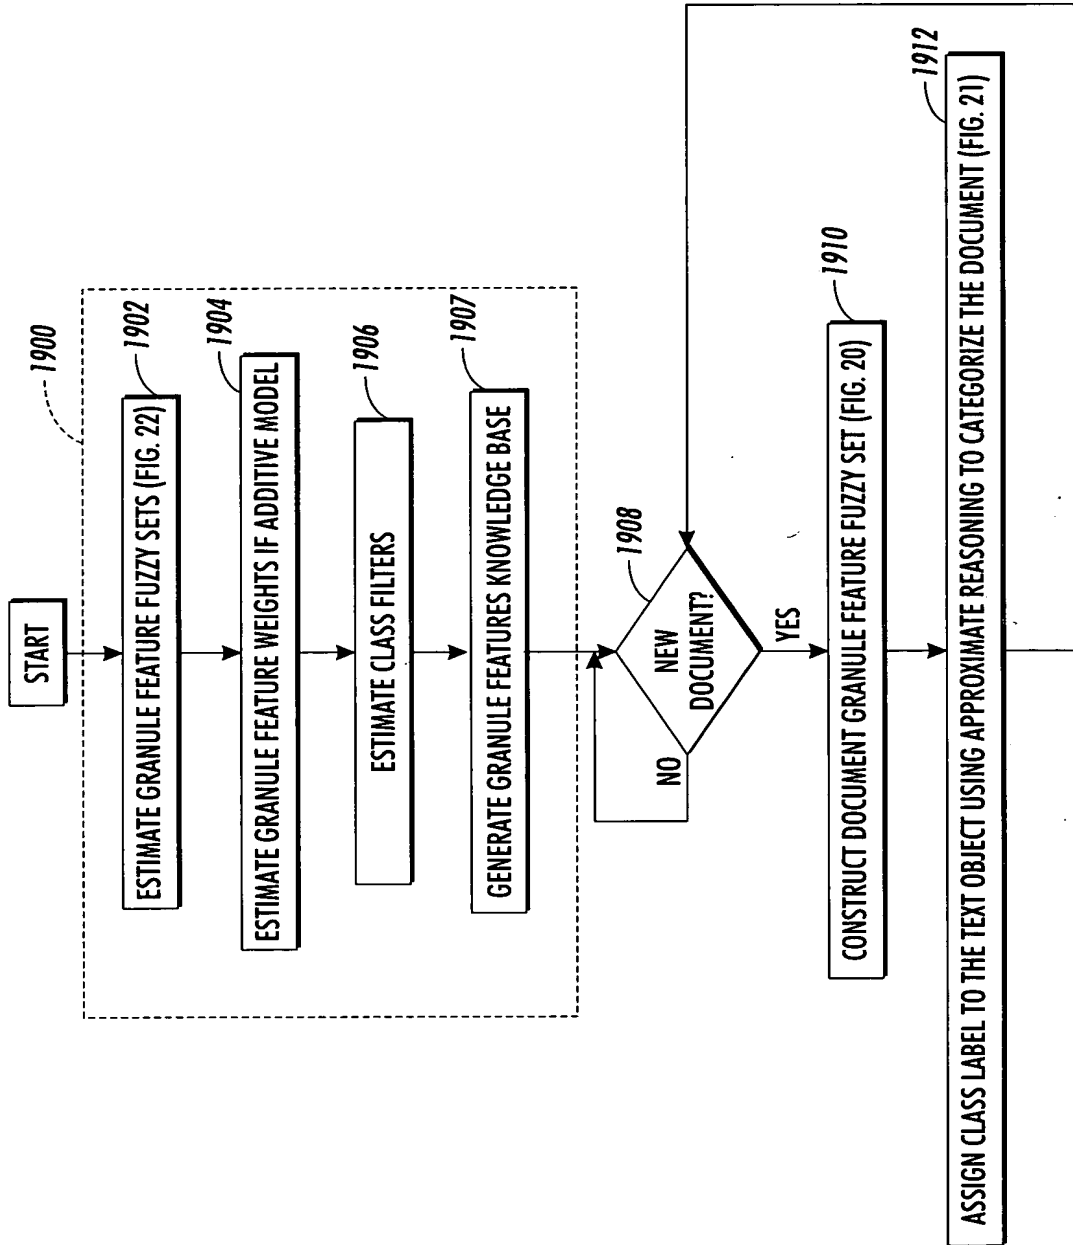 START
1900
1902
ESTIMATE GRANULE FEATURE FUZZY SETS (FIG. 22)
1904
ESTIMATE GRANULE FEATURE WEIGHTS IF ADDITIVE MODEL
1906
ESTIMATE CLASS FILTERS
1907
GENERATE GRANULE FEATURES KNOWLEDGE BASE
1908
NEW
DOCUMENT?
NO
YES
1910
CONSTRUCT DOCUMENT GRANULE FEATURE FUZZY SET (FIG. 20)
1912
ASSIGN CLASS LABEL TO THE TEXT OBJECT USING APPROXIMATE REASONING TO CATEGORIZE THE DOCUMENT (FIG. 21)